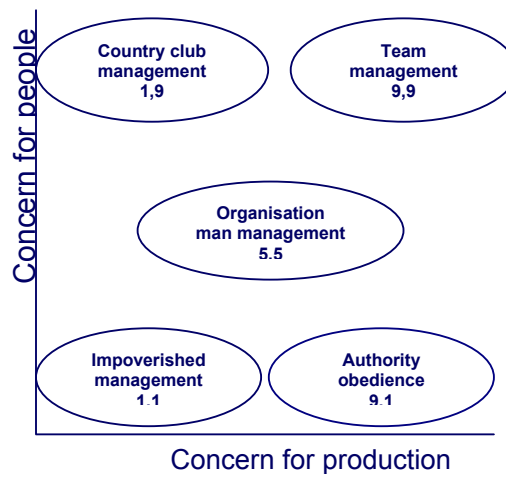 Concern for people
Country club
management
1,9
Team
management
9,9
Organisation
man management
5.5
Impoverished
management
1.1
Authority
obedience
9.1
Concern for production